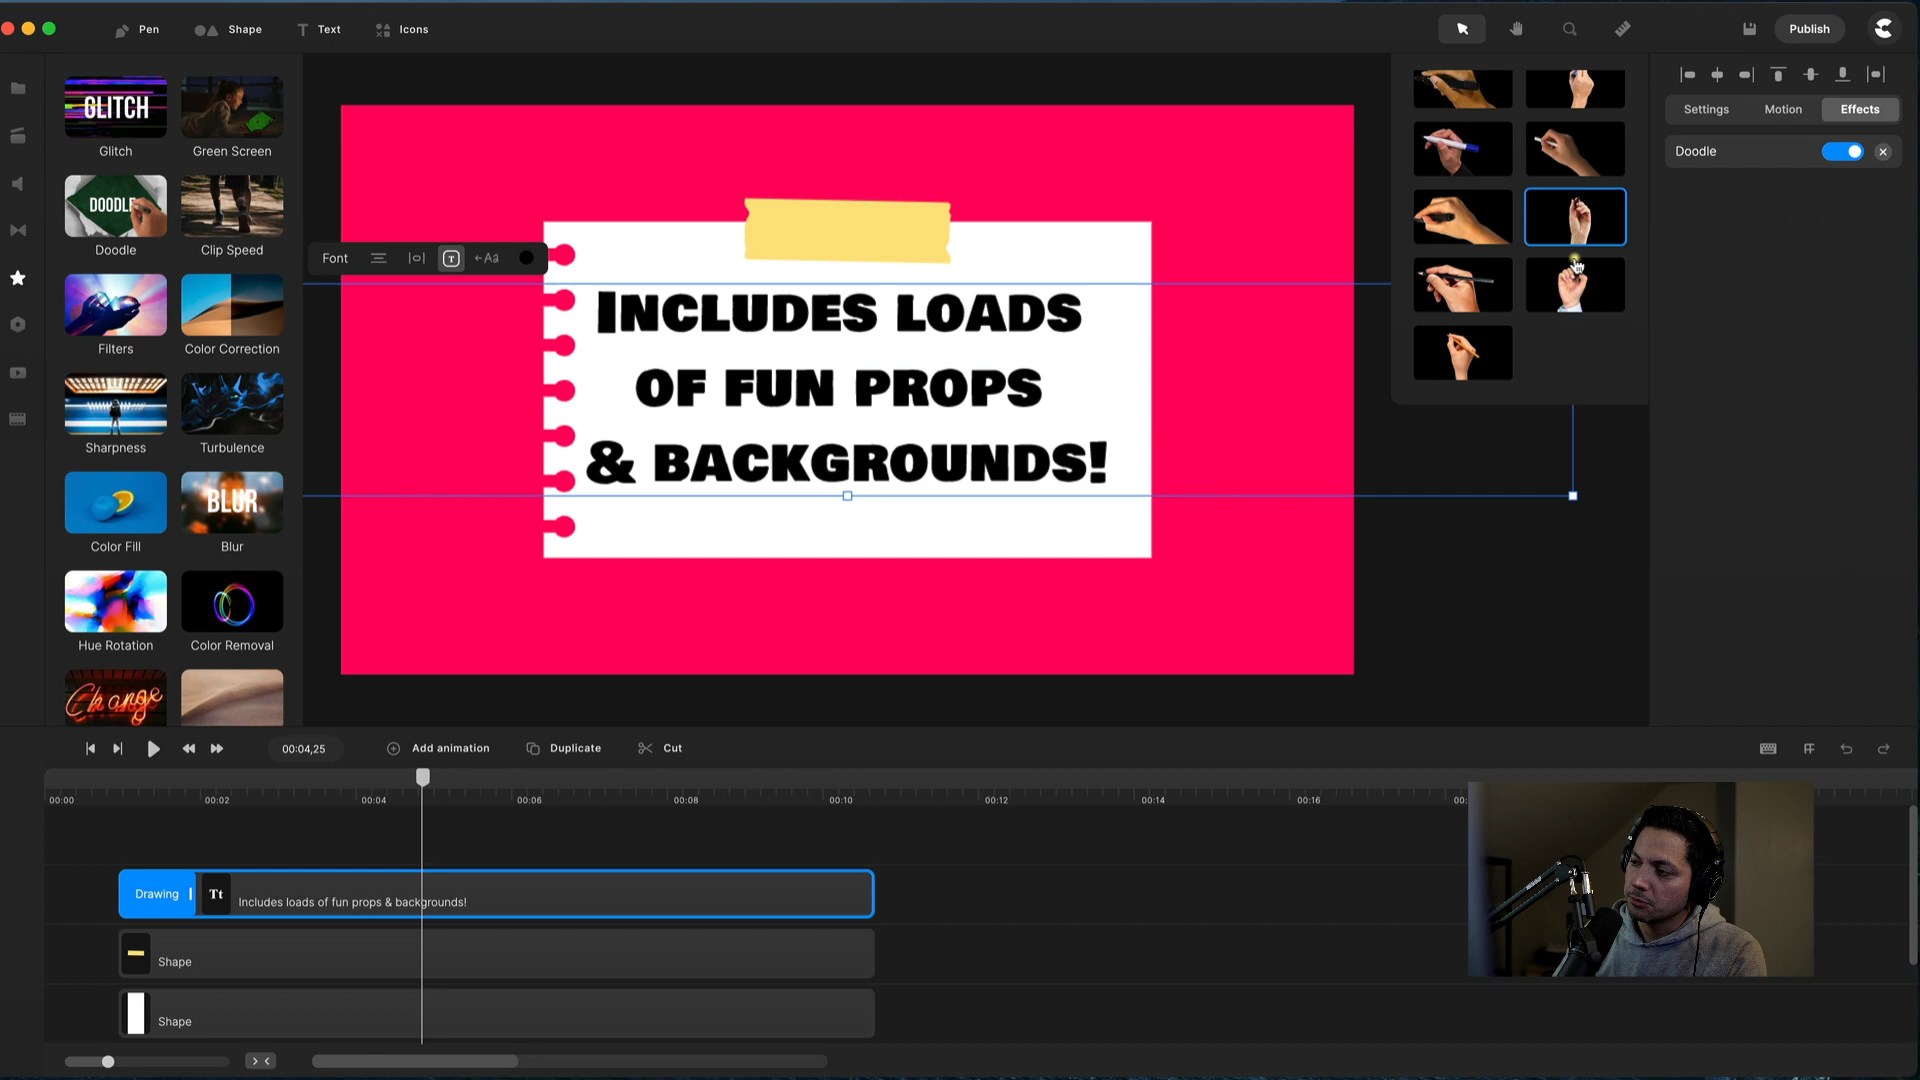 Pen
Shape
T Text
Icons
Publish
GLITCH
Glitch
Green Screen
DOODLE
Doodle
Clip Speed
Filters
Color Correction
Sharpness
Turbulence
Color Fill
BLUR
Blur
Hue Rotation
Color Removal
Change
Font
T
Aa
Includes loads
of fun props
& backgrounds!
Settings
Motion
Effects
Doodle
00:04,25
Add animation
Duplicate
Cut
00:00
00:02
00:04
00:06
00:08
00:10
00:12
00:14
00:16
00:
Drawing
Tt
Includes loads of fun props & backgrounds!
Shape
Shape